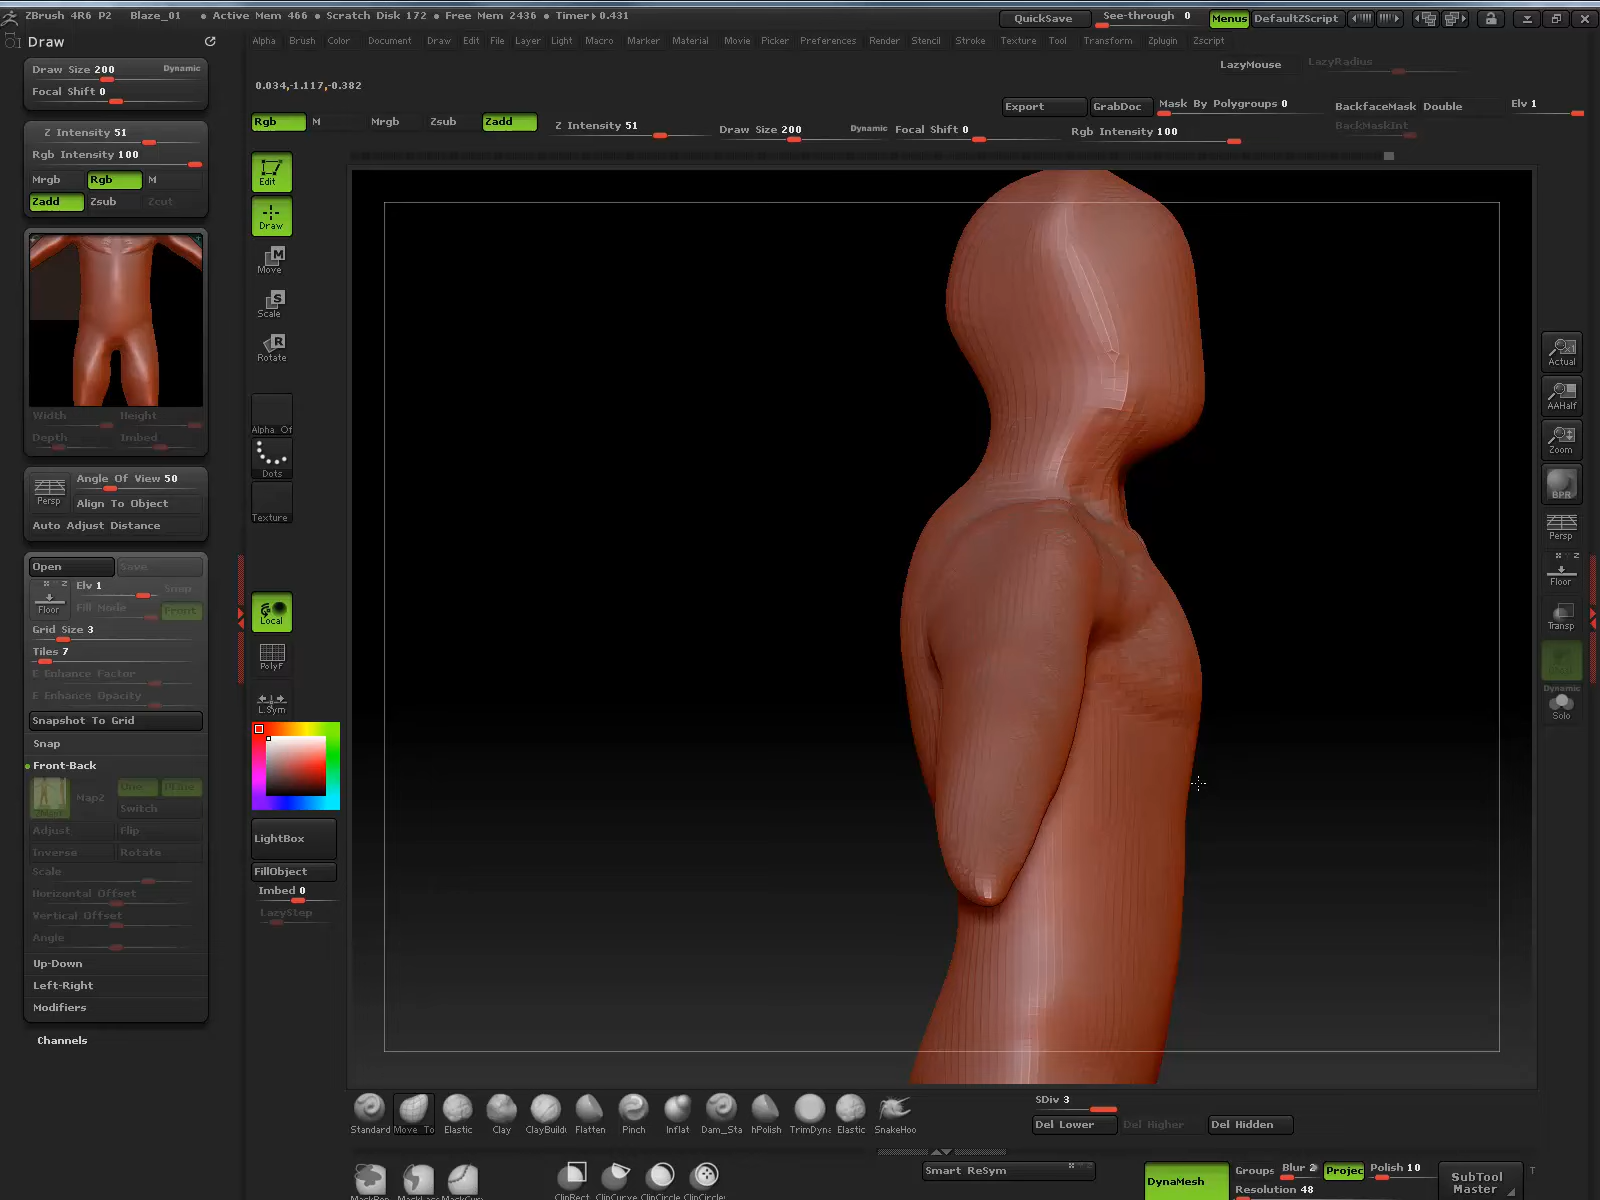 ZBrush 4R6 P2 Blaze_01 • Active Mem 466 • Scratch Disk 172 • Free Mem 2436 • Timer▸0.431 QuickSave See-through 0 Menus DefaultZScript
Draw
Alpha Brush Color Document Draw Edit File Layer Light Macro Marker Material Movie Picker Preferences Render Stencil Stroke Texture Tool Transform Zplugin Zscript
Draw Size 200 Dynamic
Focal Shift 0
LazyMouse LazyRadius
0.034,-1.117,-0.382
Export GrabDoc Mask By Polygroups 0 BackfaceMask Double Elv 1
BackMaskInt
Rgb M Mrgb Zsub Zadd Z Intensity 51 Draw Size 200 Dynamic Focal Shift 0 Rgb Intensity 100
Z Intensity 51
Rgb Intensity 100
Mrgb Rgb M
Zadd Zsub Zcut
Edit
Draw
Move
Scale
Rotate
Width Height
Depth Imbed
Alpha Of
Dots
Texture
Persp Angle Of View 50
Align To Object
Auto Adjust Distance
Open Save
Elv 1 Snap
Floor Fill Mode Front
Grid Size 3
Tiles 7
E Enhance Factor
E Enhance Opacity
Snapshot To Grid
Snap
Front-Back
Map2
Switch
Adjust Flip
Inverse Rotate
Scale
Horizontal Offset
Vertical Offset
Angle
Up-Down
Left-Right
Modifiers
Channels
Local
PolyF
L.Sym
LightBox
FillObject
Imbed 0
LazyStep
Actual
AAHalf
Zoom
BPR
Persp
Floor
Transp
Dynamic
Solo
Standard Move To Elastic Clay ClayBuild Flatten Pinch Inflat Dam_Sta hPolish TrimDyna Elastic SnakeHoo
SDiv 3
Del Lower Del Higher Del Hidden
Smart ReSym
MaskPen MaskLas MaskCur ClipRect ClipCurve ClipCircle ClipCircle
DynaMesh Groups Blur 2 Projec Polish 10
Resolution 48
SubTool
Master